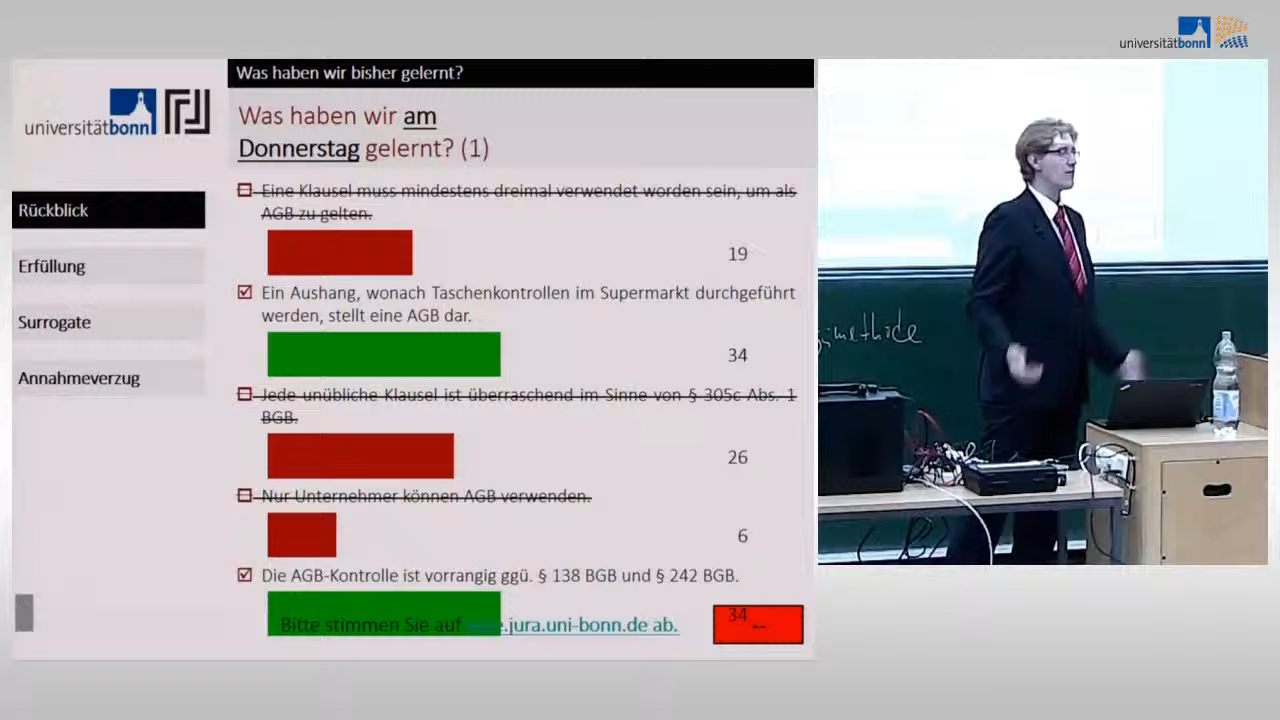 universitätbonn
Was haben wir bisher gelernt?
universitätbonn
Was haben wir am
Donnerstag gelernt? (1)
Rückblick
Erfüllung
Surrogate
Annahmeverzug
Eine Klausel muss mindestens dreimal verwendet worden sein, um als
AGB zu gelten.
19
Ein Aushang, wonach Taschenkontrollen im Supermarkt durchgeführt
werden, stellt eine AGB dar.
34
Jede unübliche Klausel ist überraschend im Sinne von § 305c Abs. 1
BGB.
26
Nur Unternehmer können AGB verwenden.
6
Die AGB-Kontrolle ist vorrangig ggü. § 138 BGB und § 242 BGB.
34
Bitte stimmen Sie auf www.jura.uni-bonn.de ab.
--